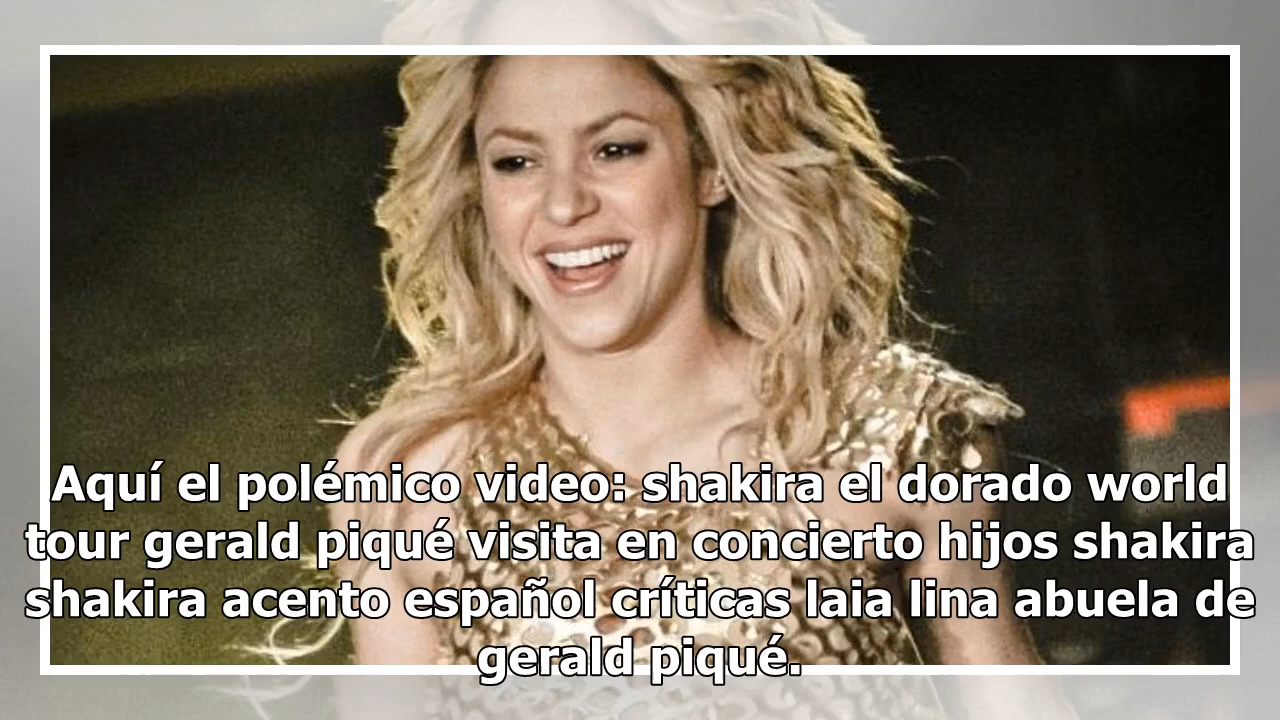 Aquí el polémico video: shakira el dorado world
tour gerald piqué visita en concierto hijos shakira
shakira acento español críticas laia lina abuela de
gerald piqué.